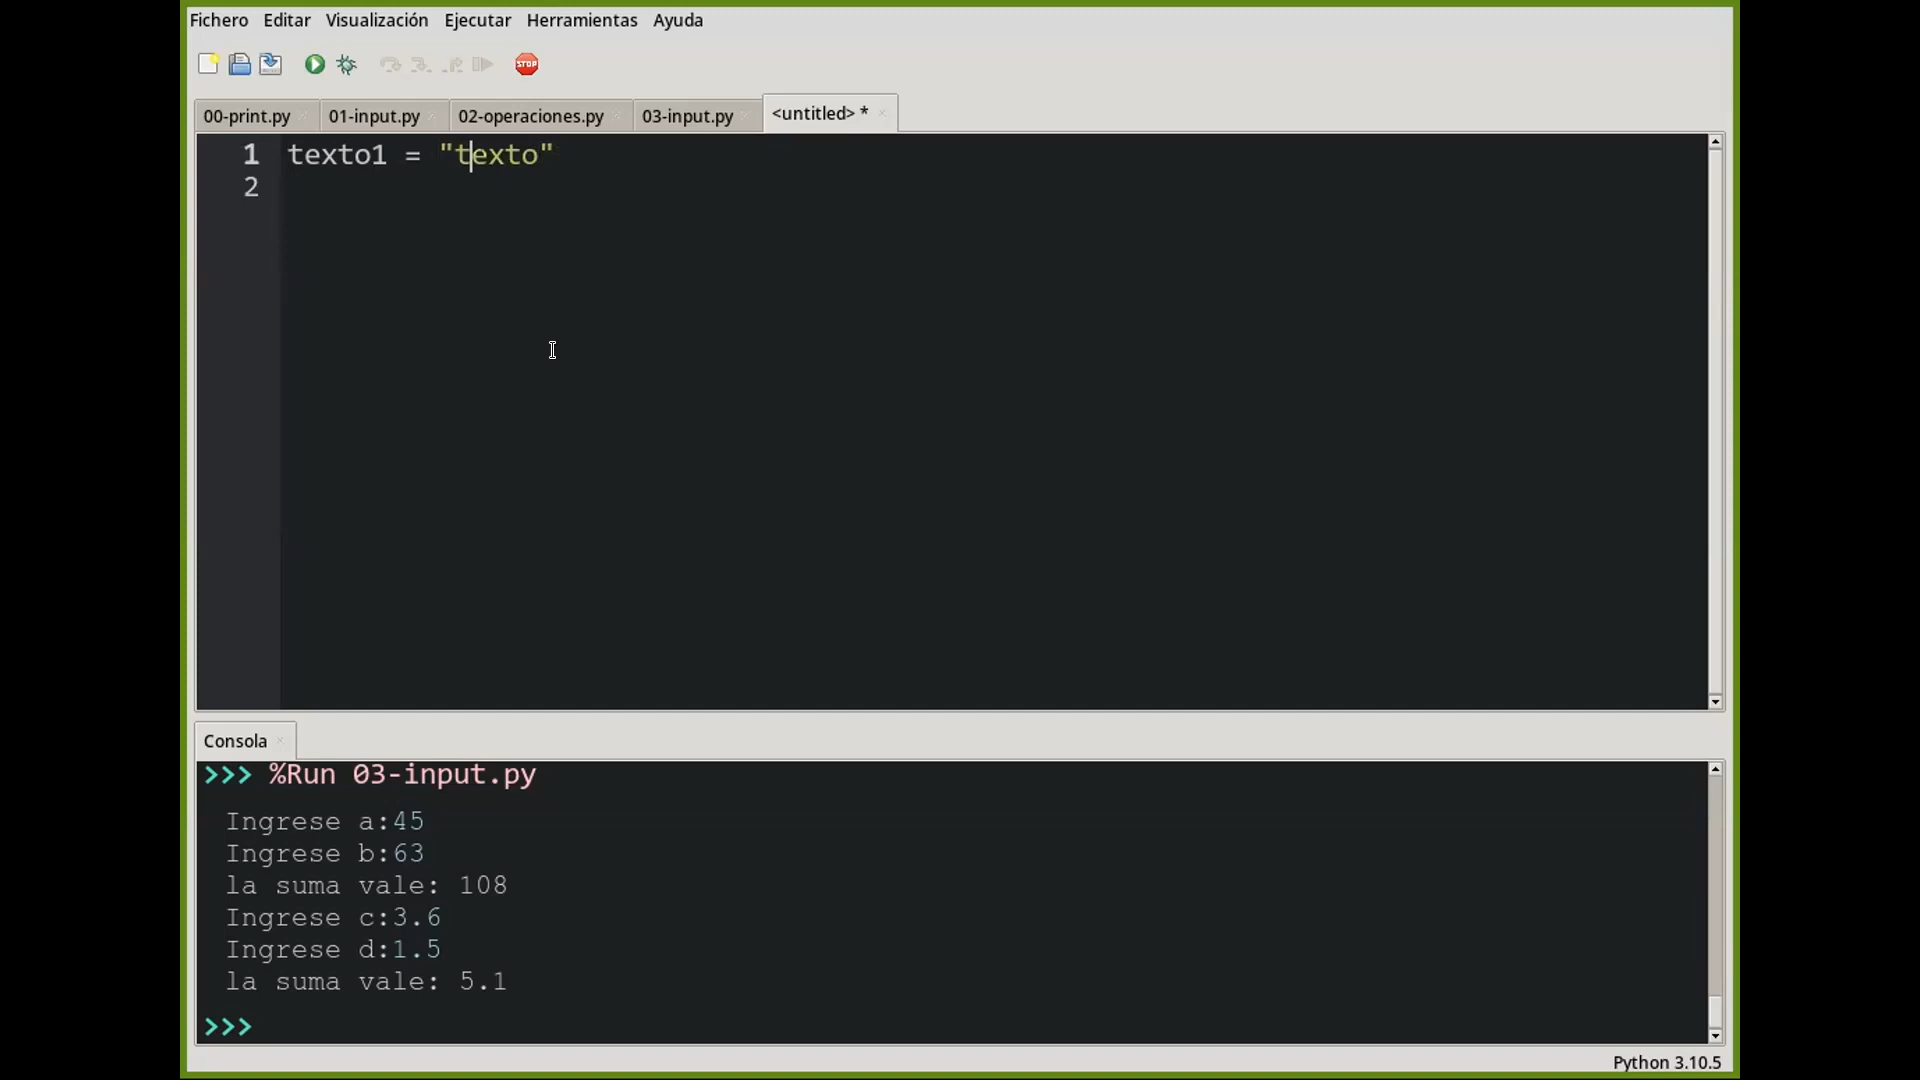 Fichero Editar Visualización Ejecutar Herramientas Ayuda
STOP
00-print.py 01-input.py 02-operaciones.py 03-input.py <untitled> *
1 texto1 = "texto"
2
Consola
>>> %Run 03-input.py
Ingrese a:45
Ingrese b:63
la suma vale: 108
Ingrese c:3.6
Ingrese d:1.5
la suma vale: 5.1
>>>
Python 3.10.5